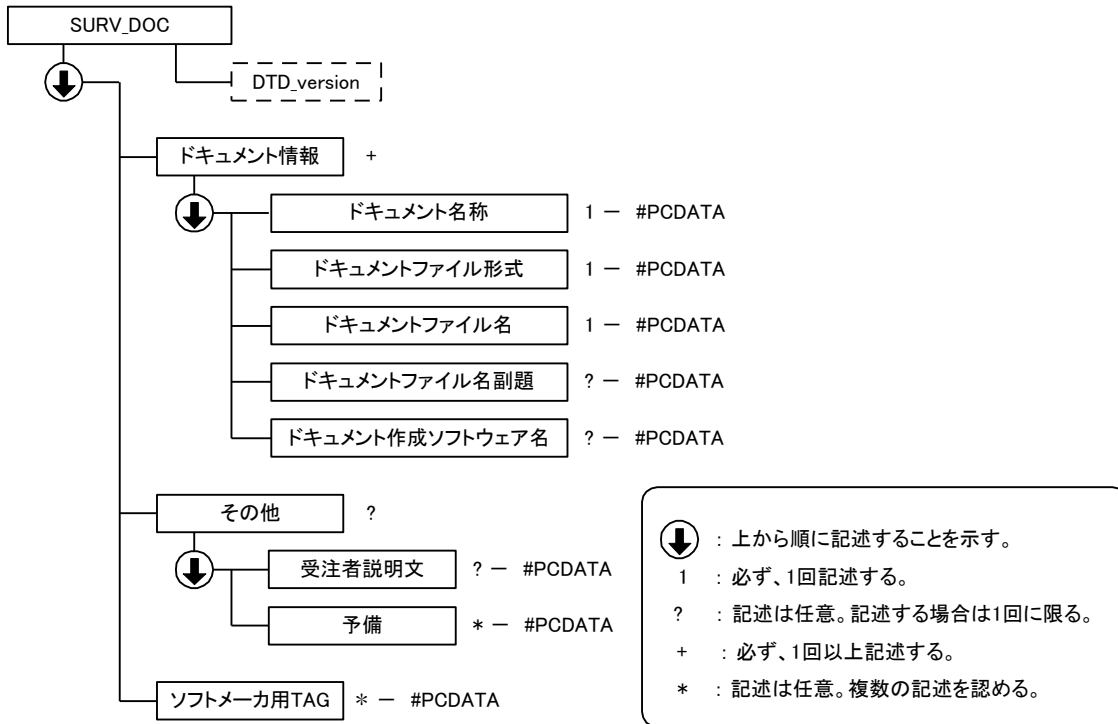 SURV_DOC
DTD_version
ドキュメント情報 +
ドキュメント名称 1 － #PCDATA
ドキュメントファイル形式 1 － #PCDATA
ドキュメントファイル名 1 － #PCDATA
ドキュメントファイル名副題 ? － #PCDATA
ドキュメント作成ソフトウェア名 ? － #PCDATA
その他 ?
受注者説明文 ? － #PCDATA
予備 * － #PCDATA
ソフトメーカ用TAG * － #PCDATA
：上から順に記述することを示す。
1 ：必ず、1回記述する。
? ：記述は任意。記述する場合は1回に限る。
+ ：必ず、1回以上記述する。
* ：記述は任意。複数の記述を認める。